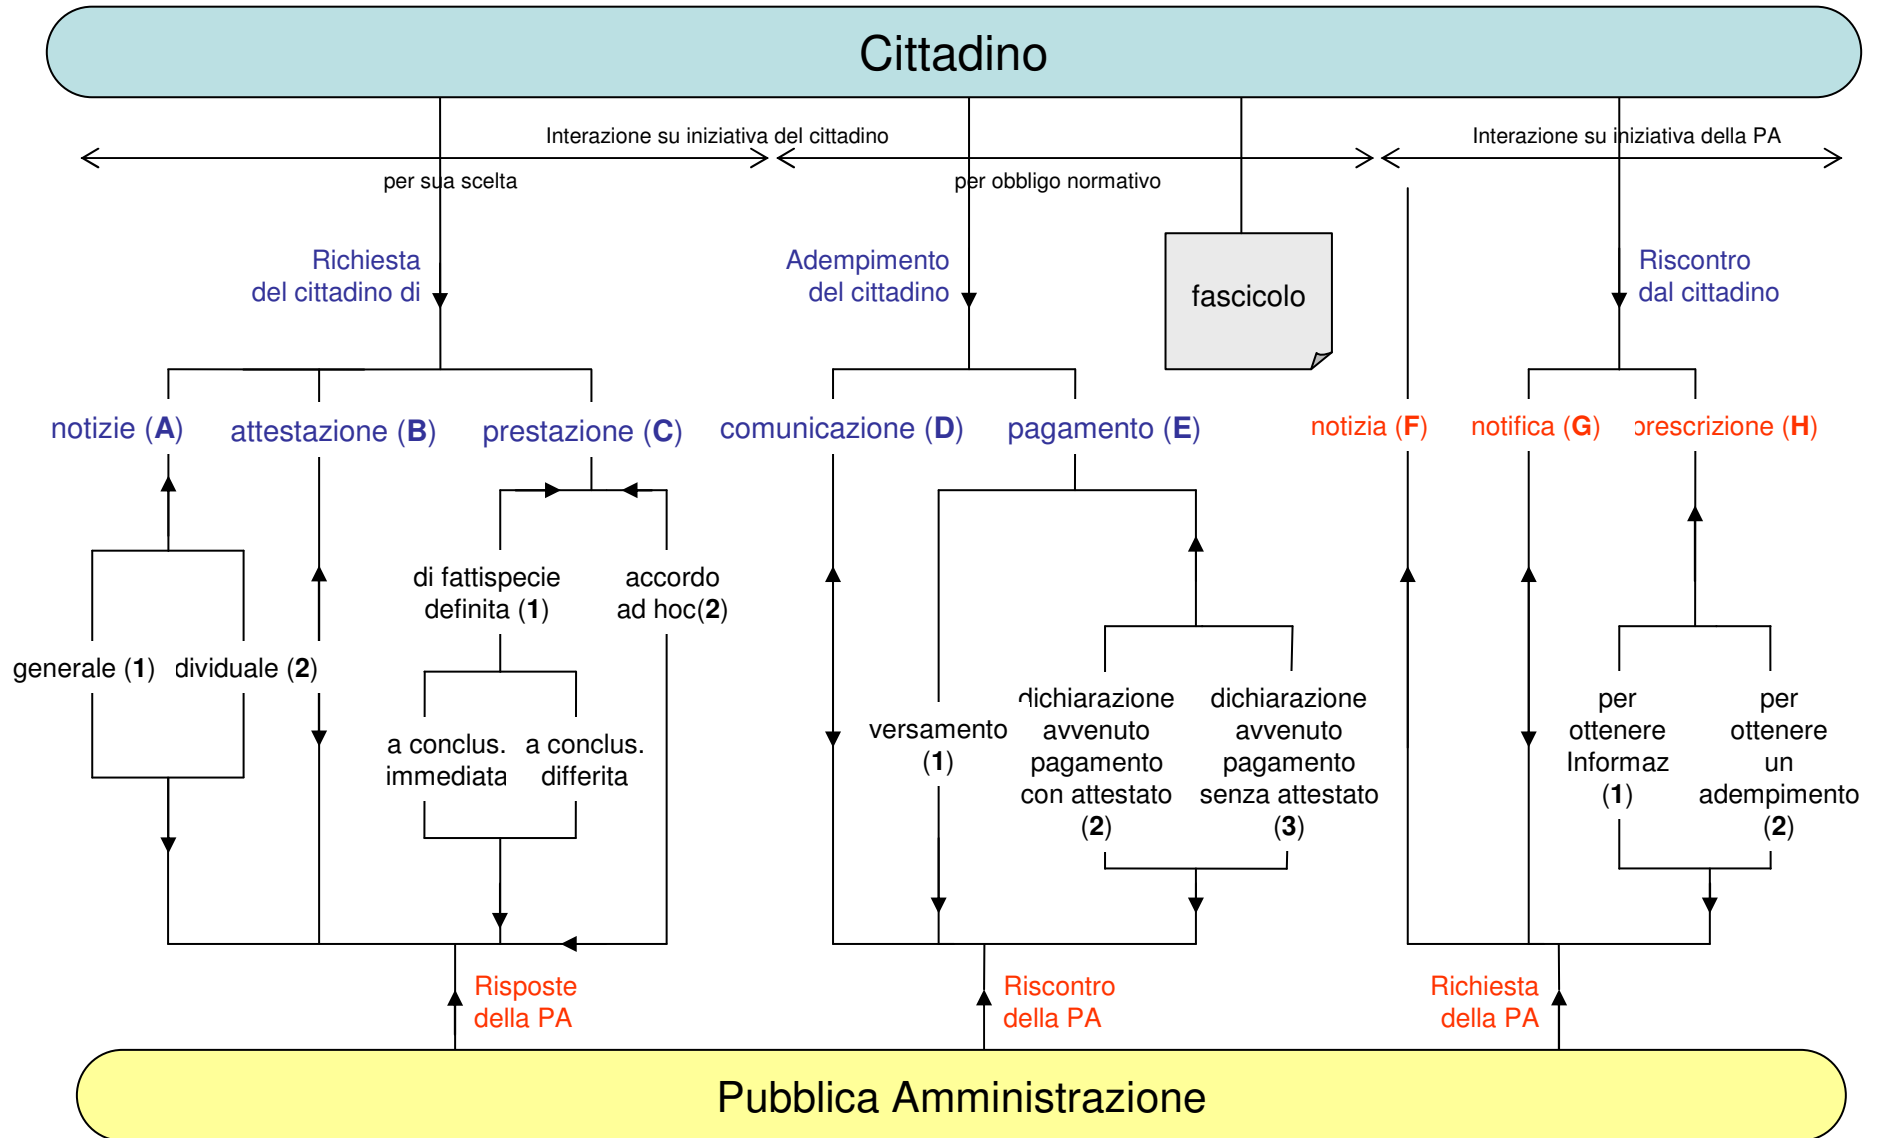 Cittadino
Interazione su iniziativa del cittadino
Interazione su iniziativa della PA
per sua scelta
per obbligo normativo
Richiesta
del cittadino di
Adempimento
del cittadino
fascicolo
Riscontro
dal cittadino
notizie (A)
attestazione (B)
prestazione (C)
comunicazione (D)
pagamento (E)
notizia (F)
notifica (G)
prescrizione (H)
di fattispecie
definita (1)
accordo
ad hoc(2)
generale (1)
dividuale (2)
a conclus.
immediata
a conclus.
differita
versamento
(1)
dichiarazione
avvenuto
pagamento
con attestato
(2)
dichiarazione
avvenuto
pagamento
senza attestato
(3)
per
ottenere
Informaz
(1)
per
ottenere
un
adempimento
(2)
Risposte
della PA
Riscontro
della PA
Richiesta
della PA
Pubblica Amministrazione